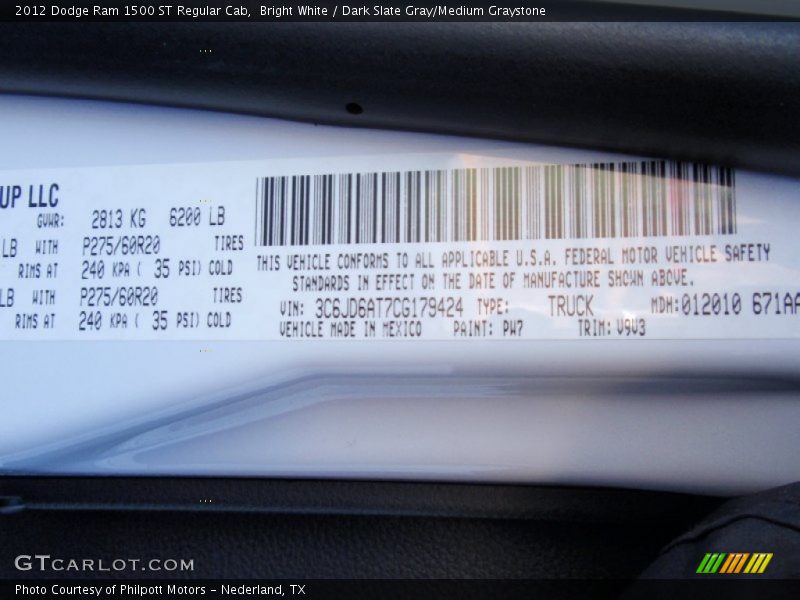 2012 Dodge Ram 1500 ST Regular Cab,  Bright White / Dark Slate Gray/Medium Graystone
UP LLC
GVWR: 2813 KG 6200 LB
LB WITH P275/60R20 TIRES
RIMS AT 240 KPA ( 35 PSI) COLD
LB WITH P275/60R20 TIRES
RIMS AT 240 KPA ( 35 PSI) COLD
THIS VEHICLE CONFORMS TO ALL APPLICABLE U.S.A. FEDERAL MOTOR VEHICLE SAFETY
STANDARDS IN EFFECT ON THE DATE OF MANUFACTURE SHOWN ABOVE.
VIN: 3C6JD6AT7CG179424 TYPE: TRUCK MDH:012010 671AA
VEHICLE MADE IN MEXICO PAINT: PW7 TRIM: V9V3
GTCARLOT.COM
Photo Courtesy of Philpott Motors - Nederland, TX